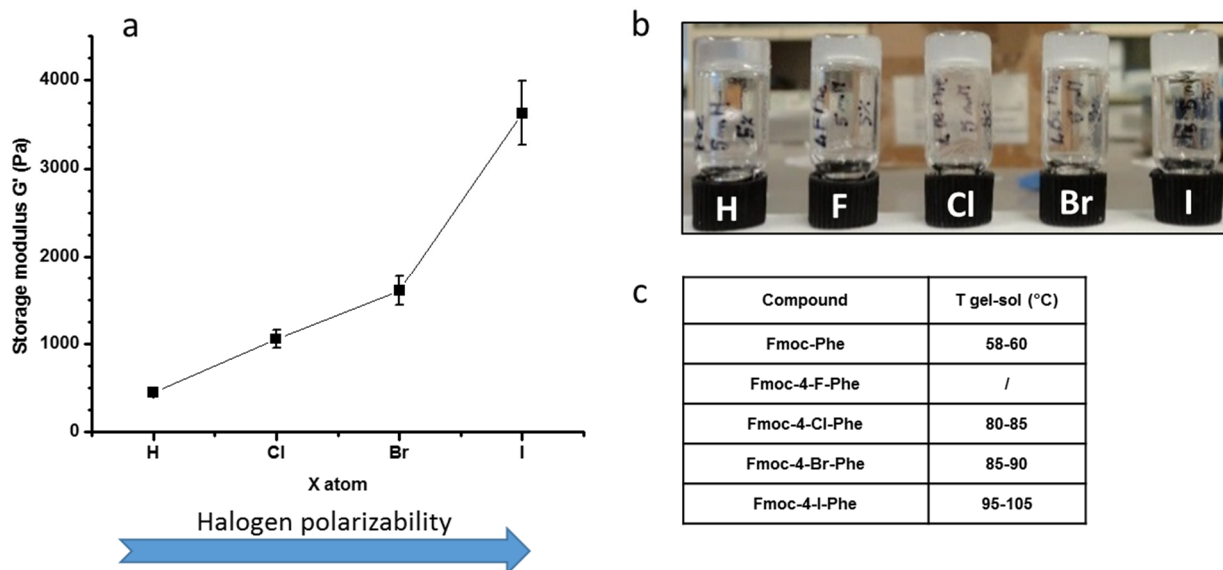 a
Storage modulus G' (Pa)
4000
3000
2000
1000
0
H
Cl
Br
I
X atom
Halogen polarizability
b
H
F
Cl
Br
I
c
Compound
T gel-sol (°C)
Fmoc-Phe
58-60
Fmoc-4-F-Phe
/
Fmoc-4-Cl-Phe
80-85
Fmoc-4-Br-Phe
85-90
Fmoc-4-I-Phe
95-105